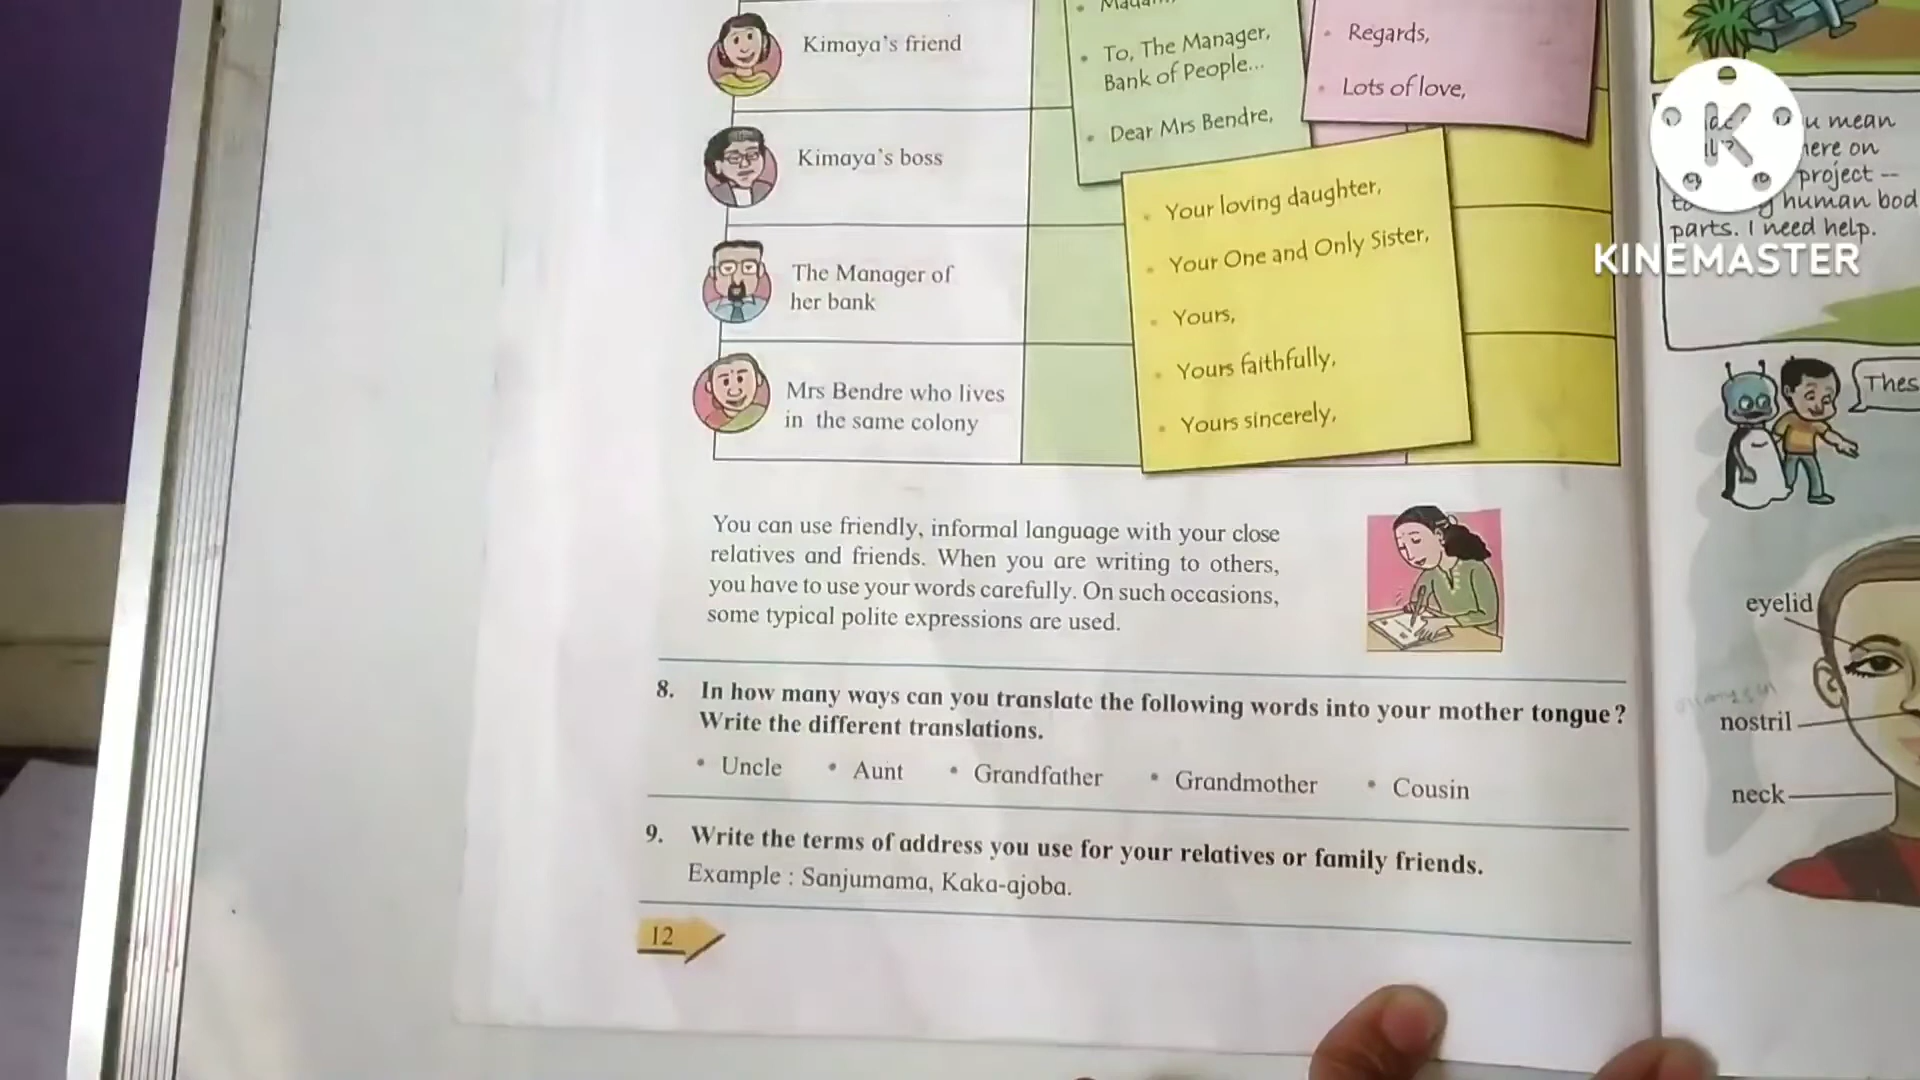 Kimaya's friend
Kimaya's boss
The Manager of
her bank
Mrs Bendre who lives
in the same colony
• To, The Manager,
Bank of People...
• Dear Mrs Bendre,
• Regards,
• Lots of love,
• Your loving daughter,
• Your One and Only Sister,
• Yours,
• Yours faithfully,
• Yours sincerely,
You can use friendly, informal language with your close
relatives and friends. When you are writing to others,
you have to use your words carefully. On such occasions,
some typical polite expressions are used.
8. In how many ways can you translate the following words into your mother tongue?
Write the different translations.
• Uncle • Aunt • Grandfather • Grandmother • Cousin
9. Write the terms of address you use for your relatives or family friends.
Example : Sanjumama, Kaka-ajoba.
12
mean
on
project --
human bod
parts. I need help.
K
KINEMASTER
eyelid
nostril
neck